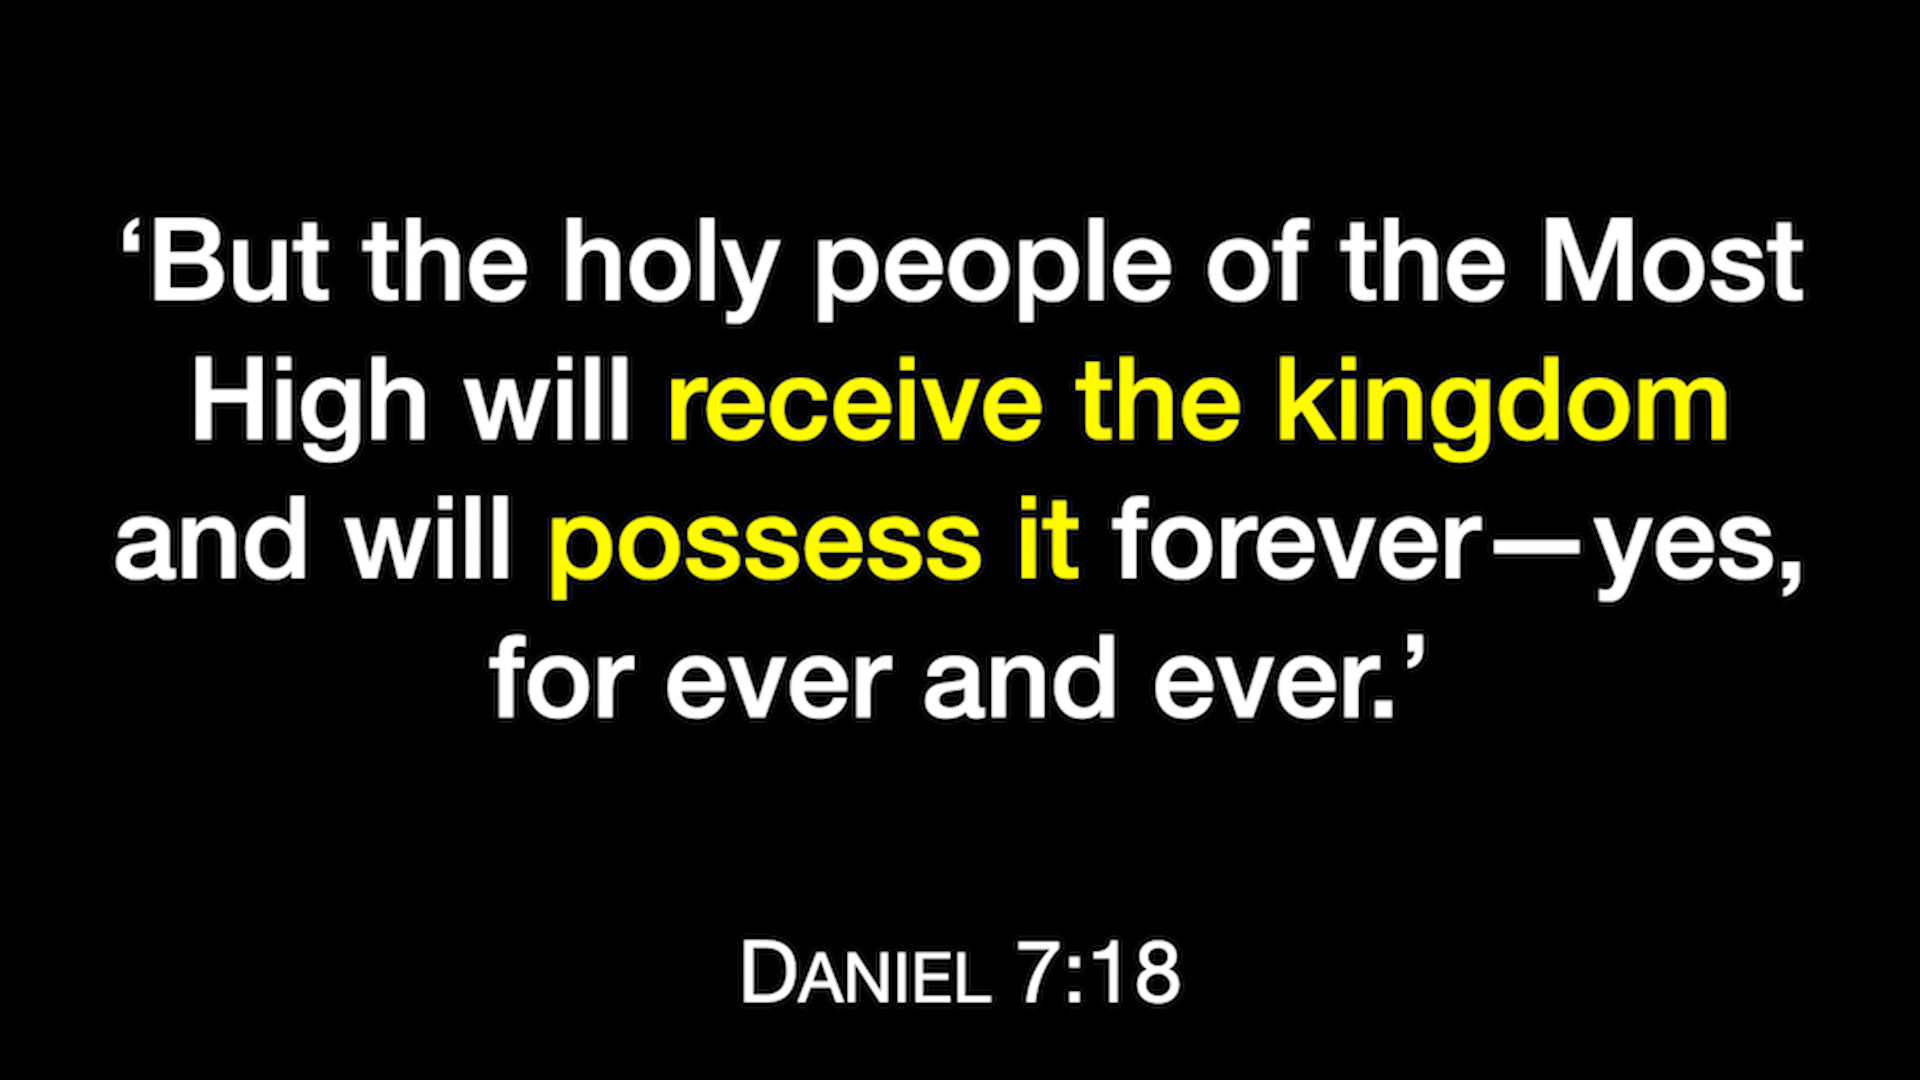 ‘But the holy people of the Most
High will receive the kingdom
and will possess it forever—yes,
for ever and ever.’
DANIEL 7:18